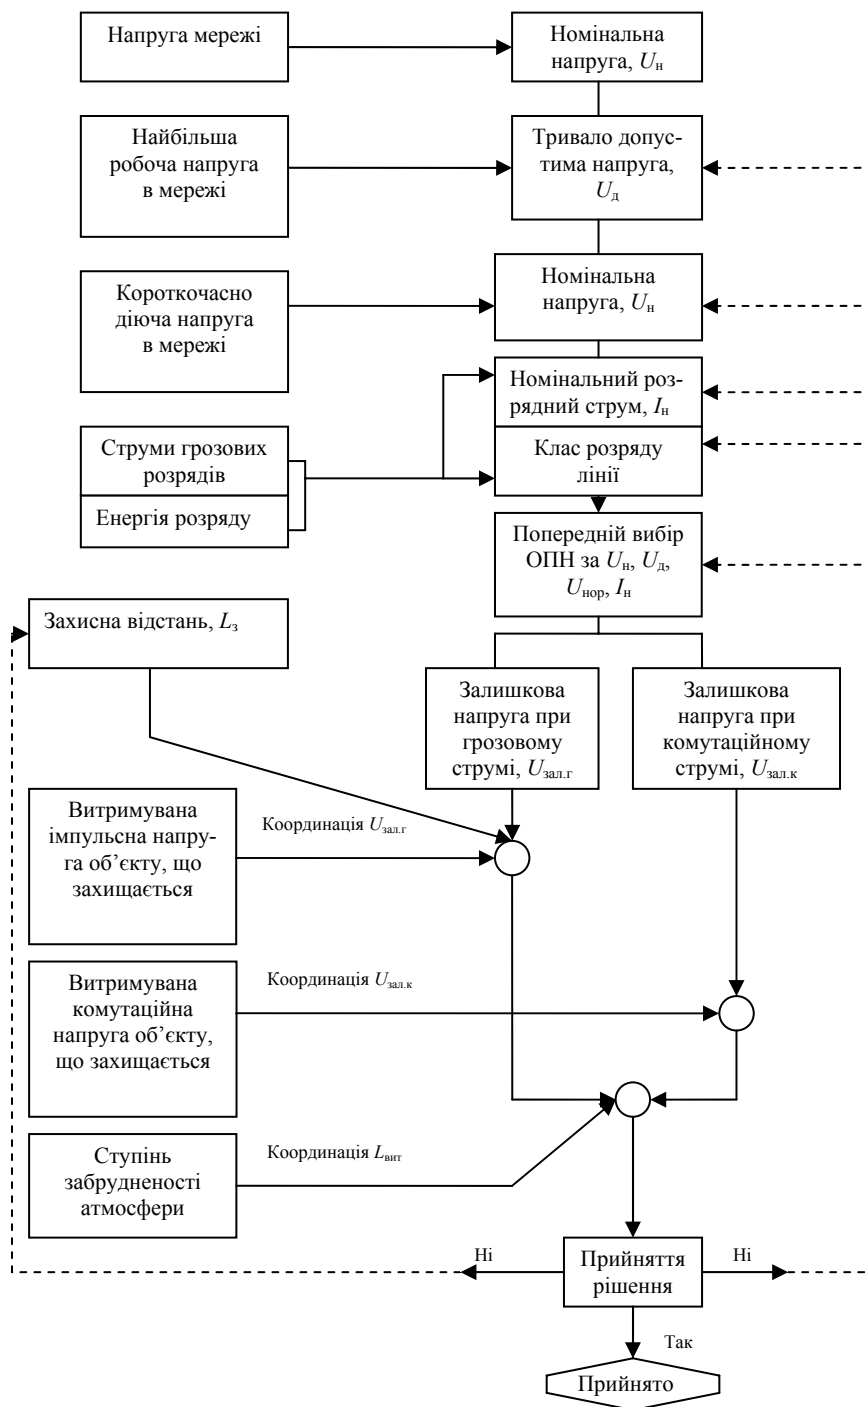 Напруга мережі
Номінальна
напруга, Uн
Найбільша
робоча напруга
в мережі
Тривало допус-
тима напруга,
Uд
Короткочасно
діюча напруга
в мережі
Номінальна
напруга, Uн
Номінальний роз-
рядний струм, Iн
Струми грозових
розрядів
Клас розряду
лінії
Енергія розряду
Попередній вибір
ОПН за Uн, Uд,
Uнор, Iн
Захисна відстань, Lз
Залишкова
напруга при
грозовому
струмі, Uзал.г
Залишкова
напруга при
комутаційному
струмі, Uзал.к
Витримувана
імпульсна напру-
га об’єкту, що
захищається
Координація Uзал.г
Витримувана
комутаційна
напруга об’єкту,
що захищається
Координація Uзал.к
Ступінь
забрудненості
атмосфери
Координація Lвит
Ні
Прийняття
рішення
Ні
Так
Прийнято